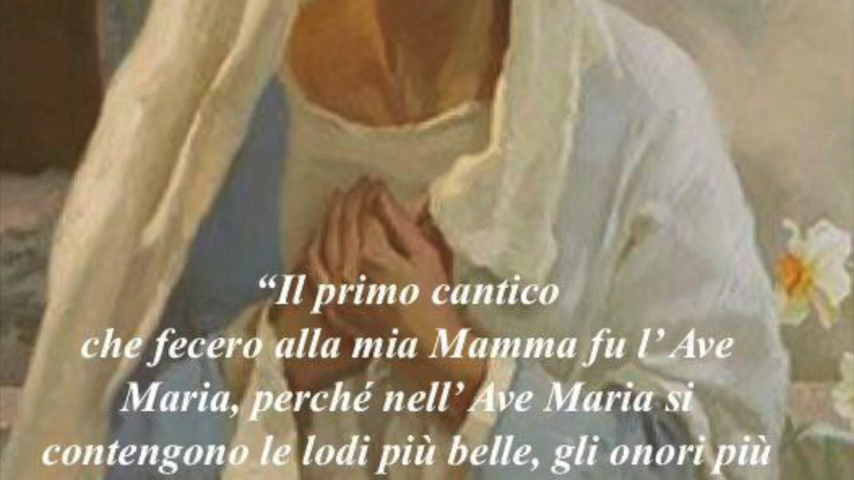 “Il primo cantico
che fecero alla mia Mamma fu l’ Ave
Maria, perché nell’ Ave Maria si
contengono le lodi più belle, gli onori più